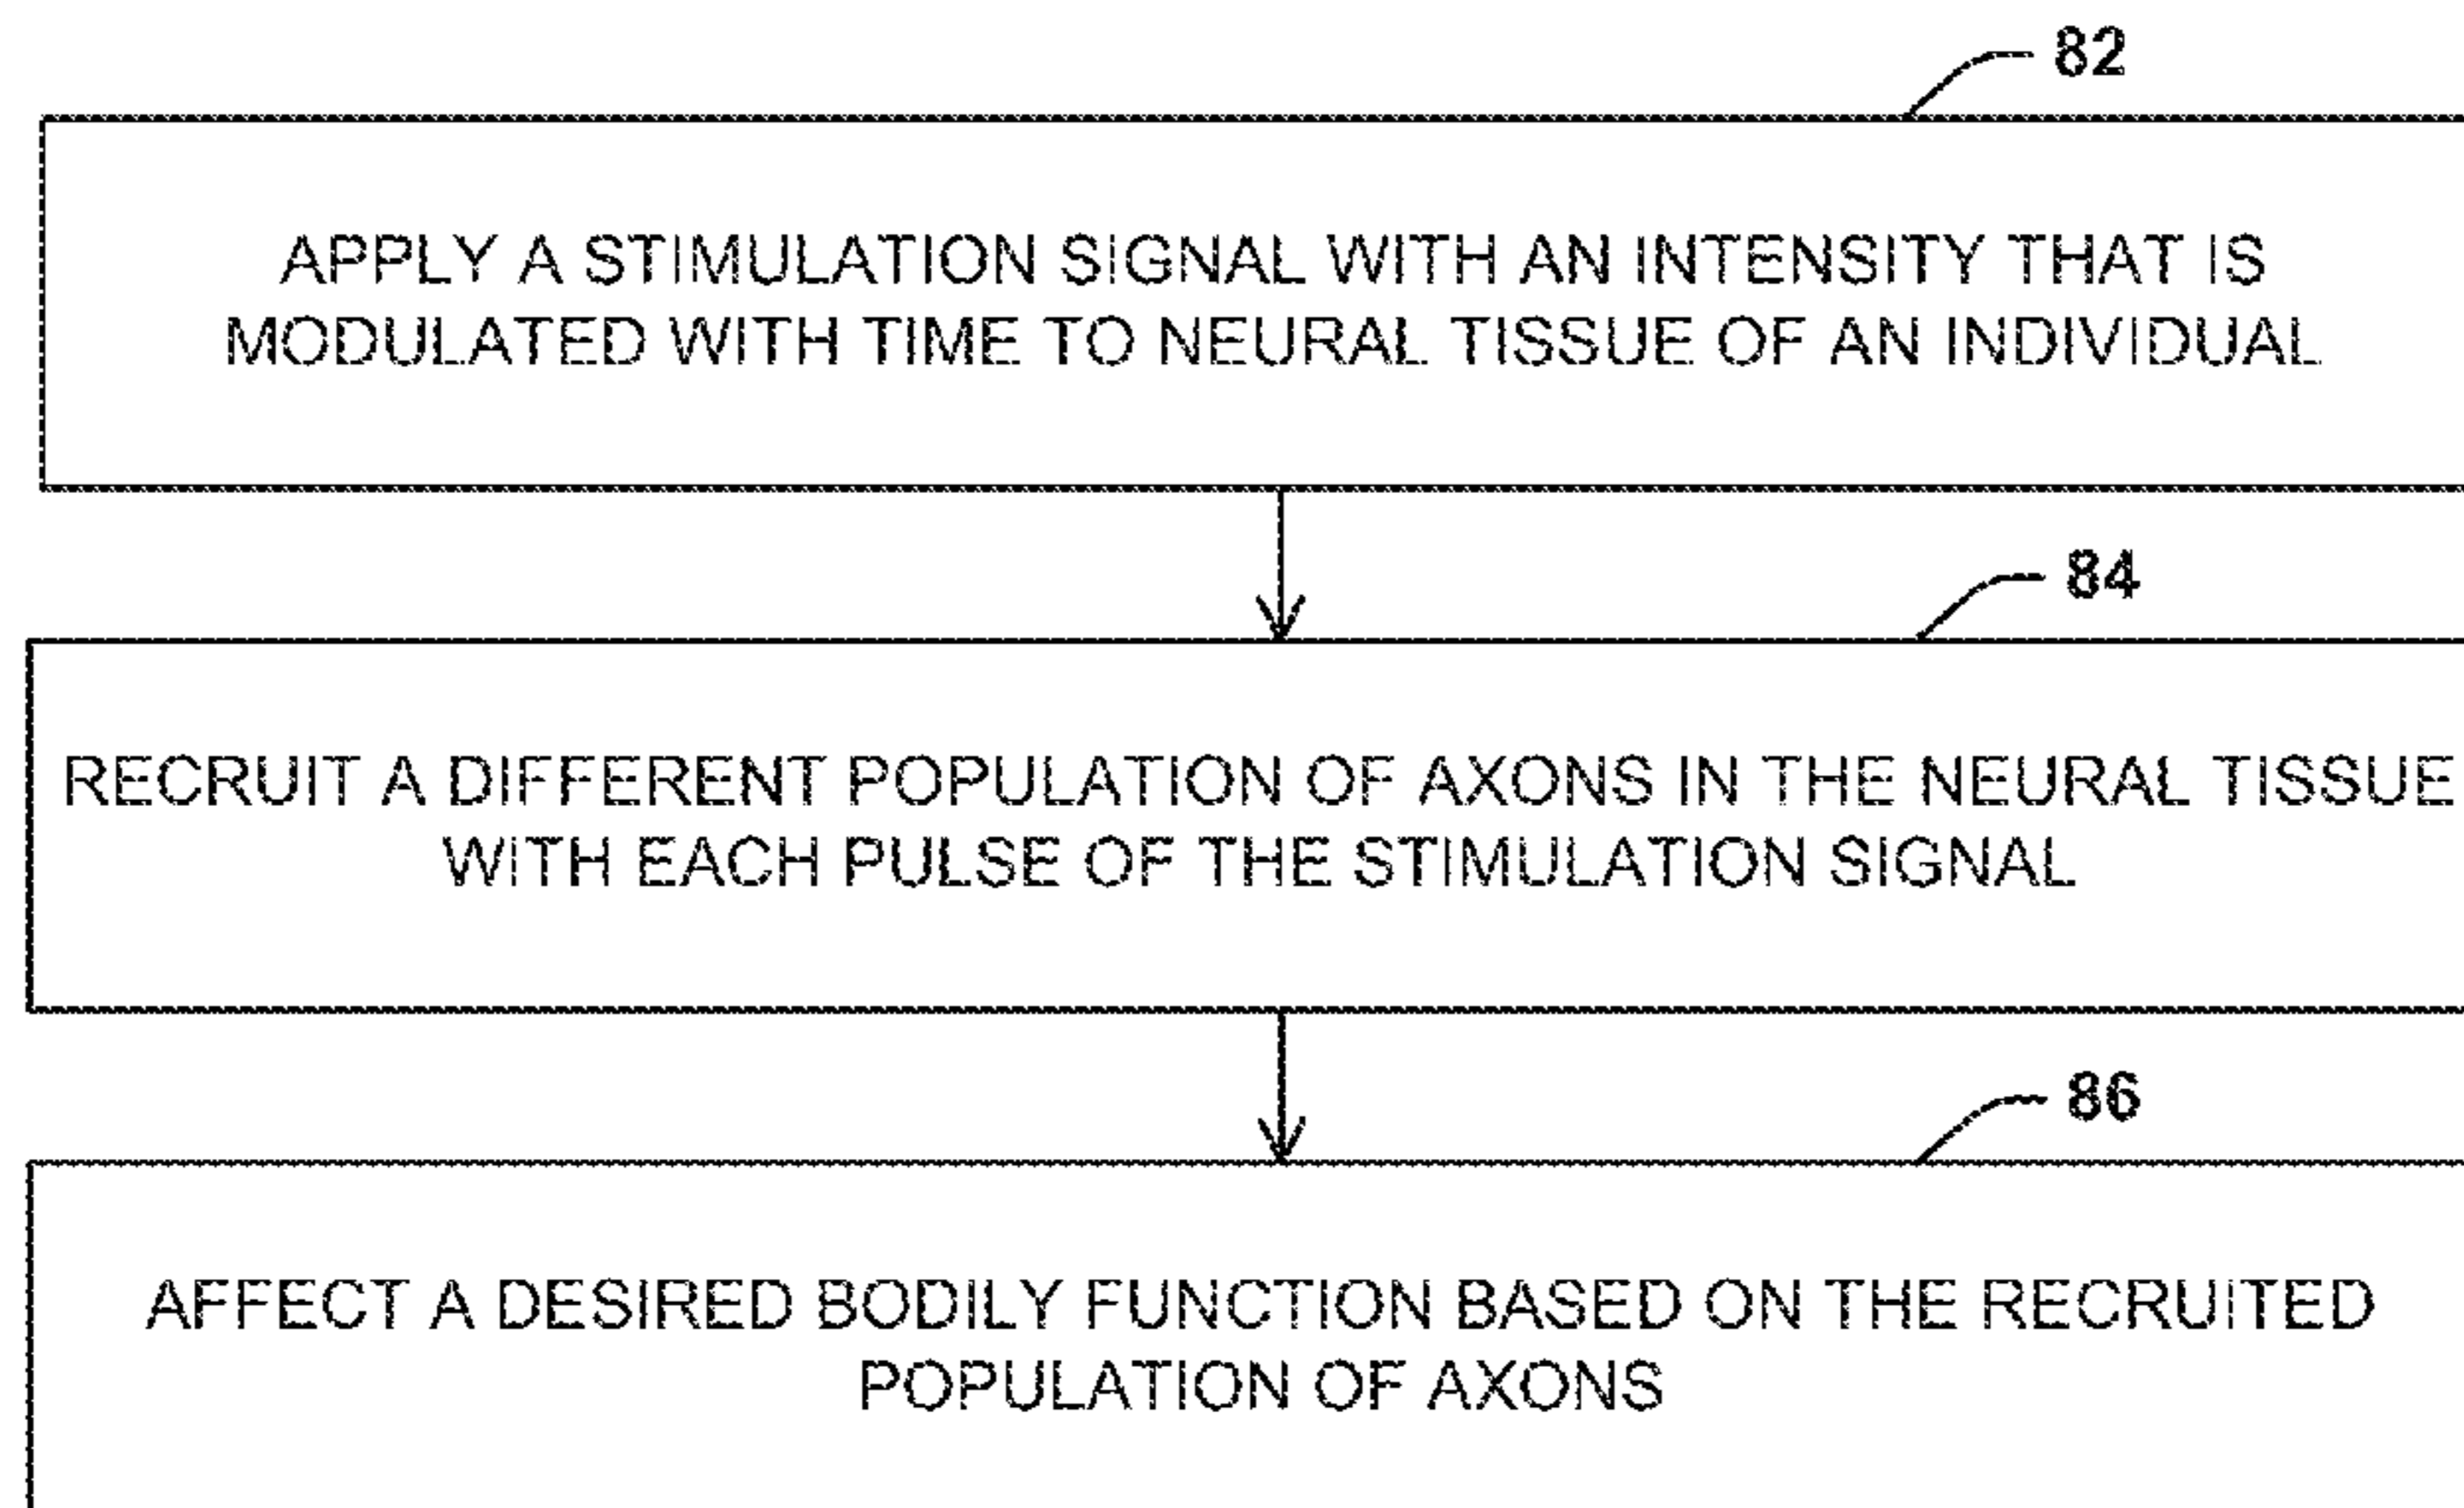 82
APPLY A STIMULATION SIGNAL WITH AN INTENSITY THAT IS
MODULATED WITH TIME TO NEURAL TISSUE OF AN INDIVIDUAL
84
RECRUIT A DIFFERENT POPULATION OF AXONS IN THE NEURAL TISSUE
WITH EACH PULSE OF THE STIMULATION SIGNAL
86
AFFECT A DESIRED BODILY FUNCTION BASED ON THE RECRUITED
POPULATION OF AXONS